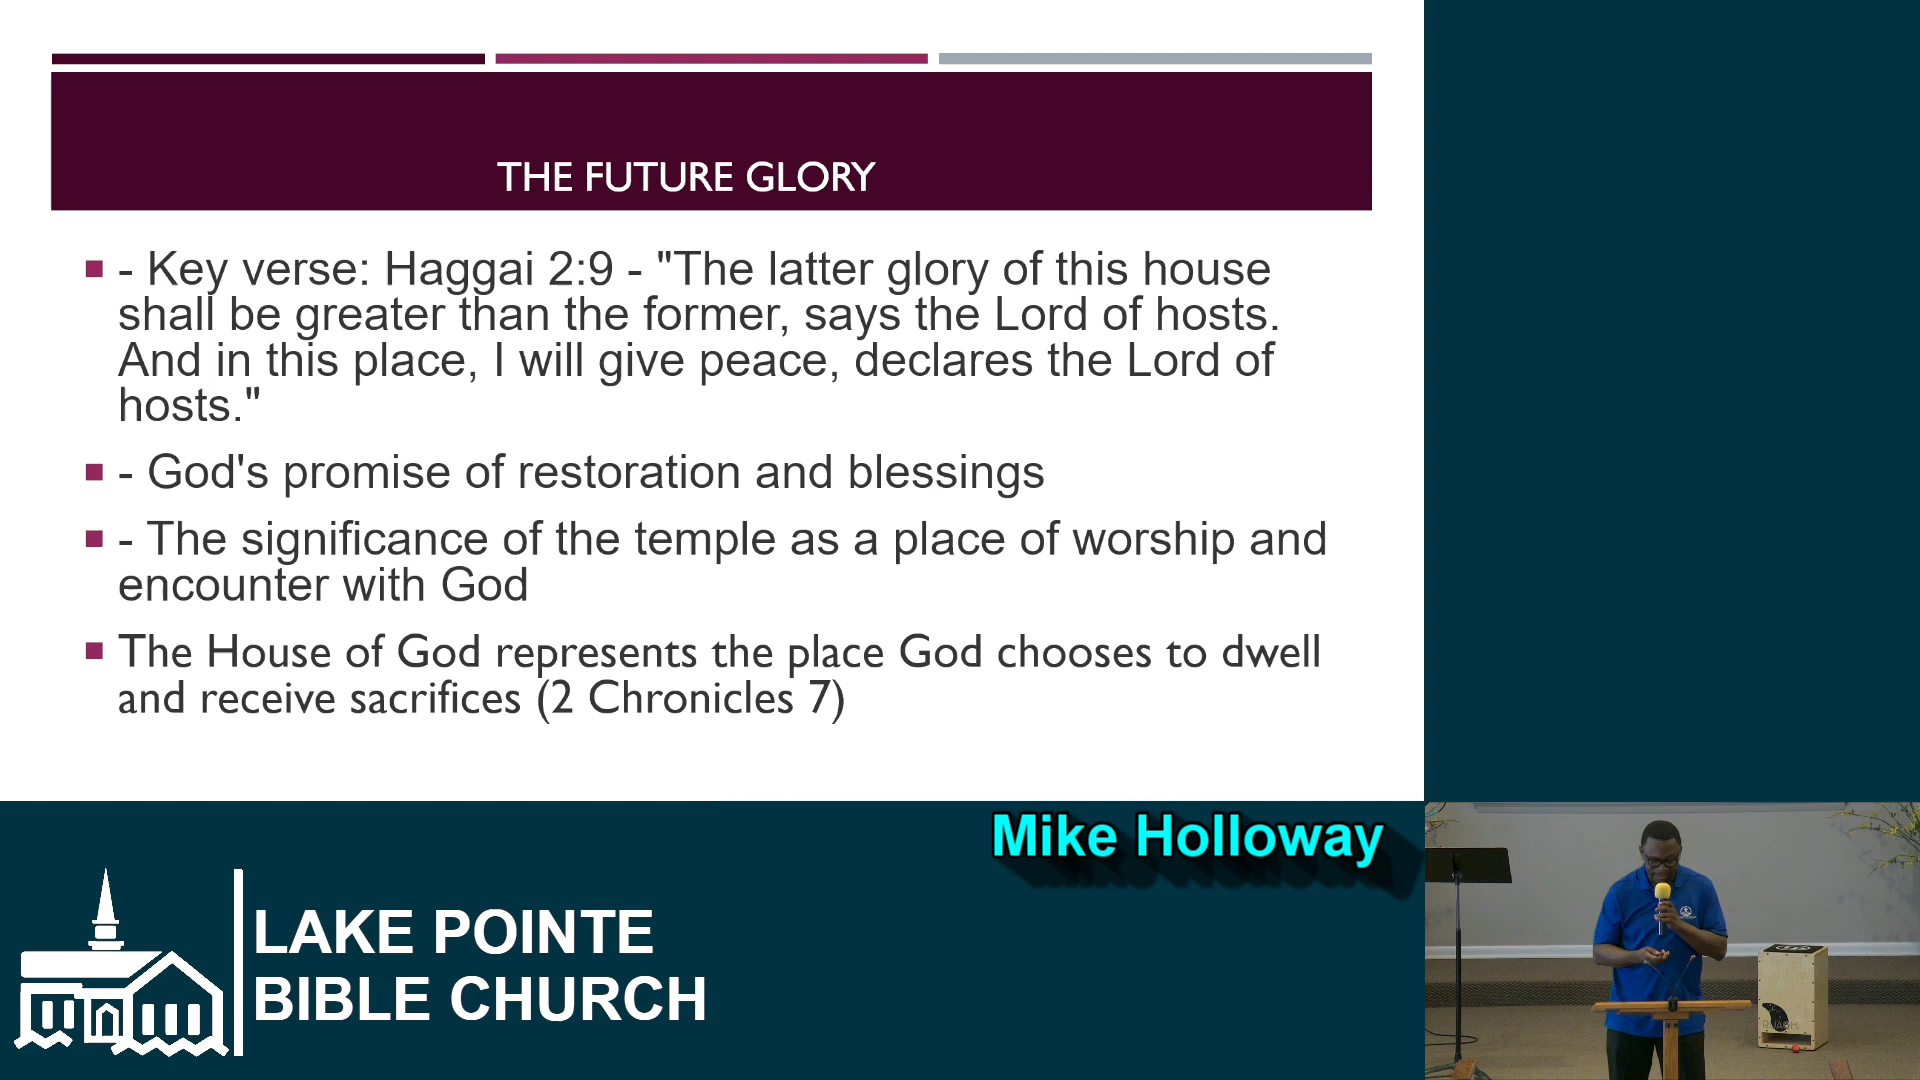 THE FUTURE GLORY
- Key verse: Haggai 2:9 - "The latter glory of this house
shall be greater than the former, says the Lord of hosts.
And in this place, I will give peace, declares the Lord of
hosts."
- God's promise of restoration and blessings
- The significance of the temple as a place of worship and
encounter with God
The House of God represents the place God chooses to dwell
and receive sacrifices (2 Chronicles 7)
Mike Holloway
LAKE POINTE
BIBLE CHURCH